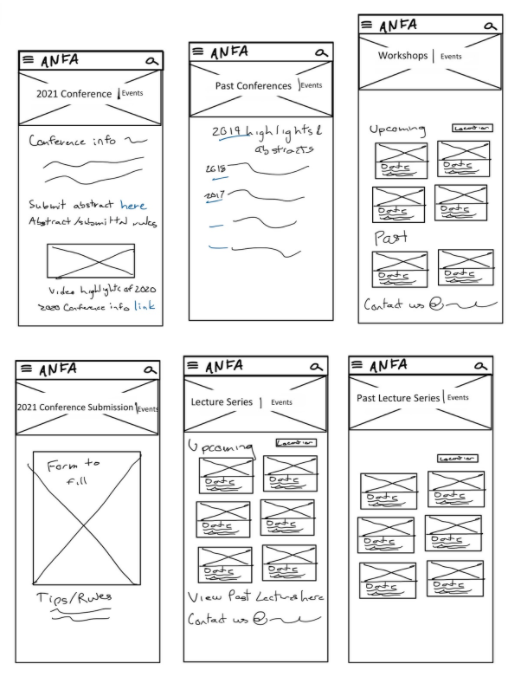 ANFA
2021 Conference | Events
Conference info
Submit abstract here
Abstract/submittal rules
Video highlights of 2020
2020 Conference info link
ANFA
Past Conferences | Events
2019 highlights &
abstracts
2018
2017
ANFA
Workshops | Events
Upcoming
Location
Date
Date
Date
Date
Past
Date
Date
Contact us @
ANFA
2021 Conference Submission | Events
Form to
fill
Tips/Rules
ANFA
Lecture Series | Events
Upcoming
Location
Date
Date
Date
Date
Date
Date
View Past Lectures here
Contact us @
ANFA
Past Lecture Series | Events
Location
Date
Date
Date
Date
Date
Date